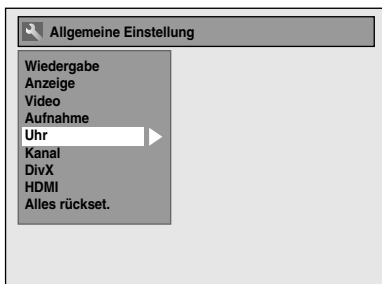 Allgemeine Einstellung
Wiedergabe
Anzeige
Video
Aufnahme
Uhr
Kanal
DivX
HDMI
Alles rückset.